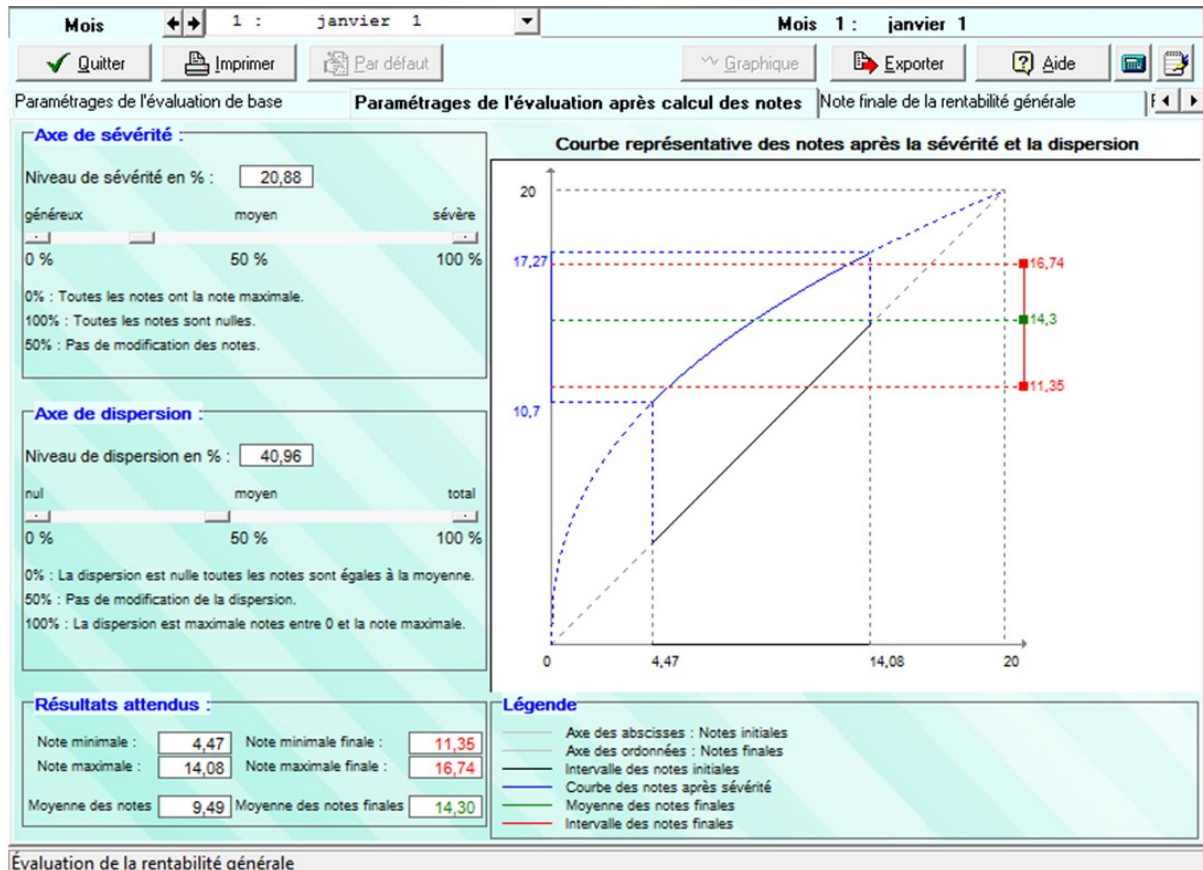 Mois 1 : janvier 1 Mois 1 : janvier 1
Quitter Imprimer Par défaut Graphique Exporter Aide
Paramétrages de l'évaluation de base Paramétrages de l'évaluation après calcul des notes Note finale de la rentabilité générale
Axe de sévérité :
Niveau de sévérité en % : 20,88
généreux moyen sévère
0 % 50 % 100 %
0% : Toutes les notes ont la note maximale.
100% : Toutes les notes sont nulles.
50% : Pas de modification des notes.
Axe de dispersion :
Niveau de dispersion en % : 40,96
nul moyen total
0 % 50 % 100 %
0% : La dispersion est nulle toutes les notes sont égales à la moyenne.
50% : Pas de modification de la dispersion.
100% : La dispersion est maximale notes entre 0 et la note maximale.
Résultats attendus :
Note minimale : 4,47 Note minimale finale : 11,35
Note maximale : 14,08 Note maximale finale : 16,74
Moyenne des notes 9,49 Moyenne des notes finales 14,30
Courbe représentative des notes après la sévérité et la dispersion
20
17,27
16,74
14,3
11,35
10,7
0 4,47 14,08 20
Légende
Axe des abscisses : Notes initiales
Axe des ordonnées : Notes finales
Intervalle des notes initiales
Courbe des notes après sévérité
Moyenne des notes finales
Intervalle des notes finales
Évaluation de la rentabilité générale